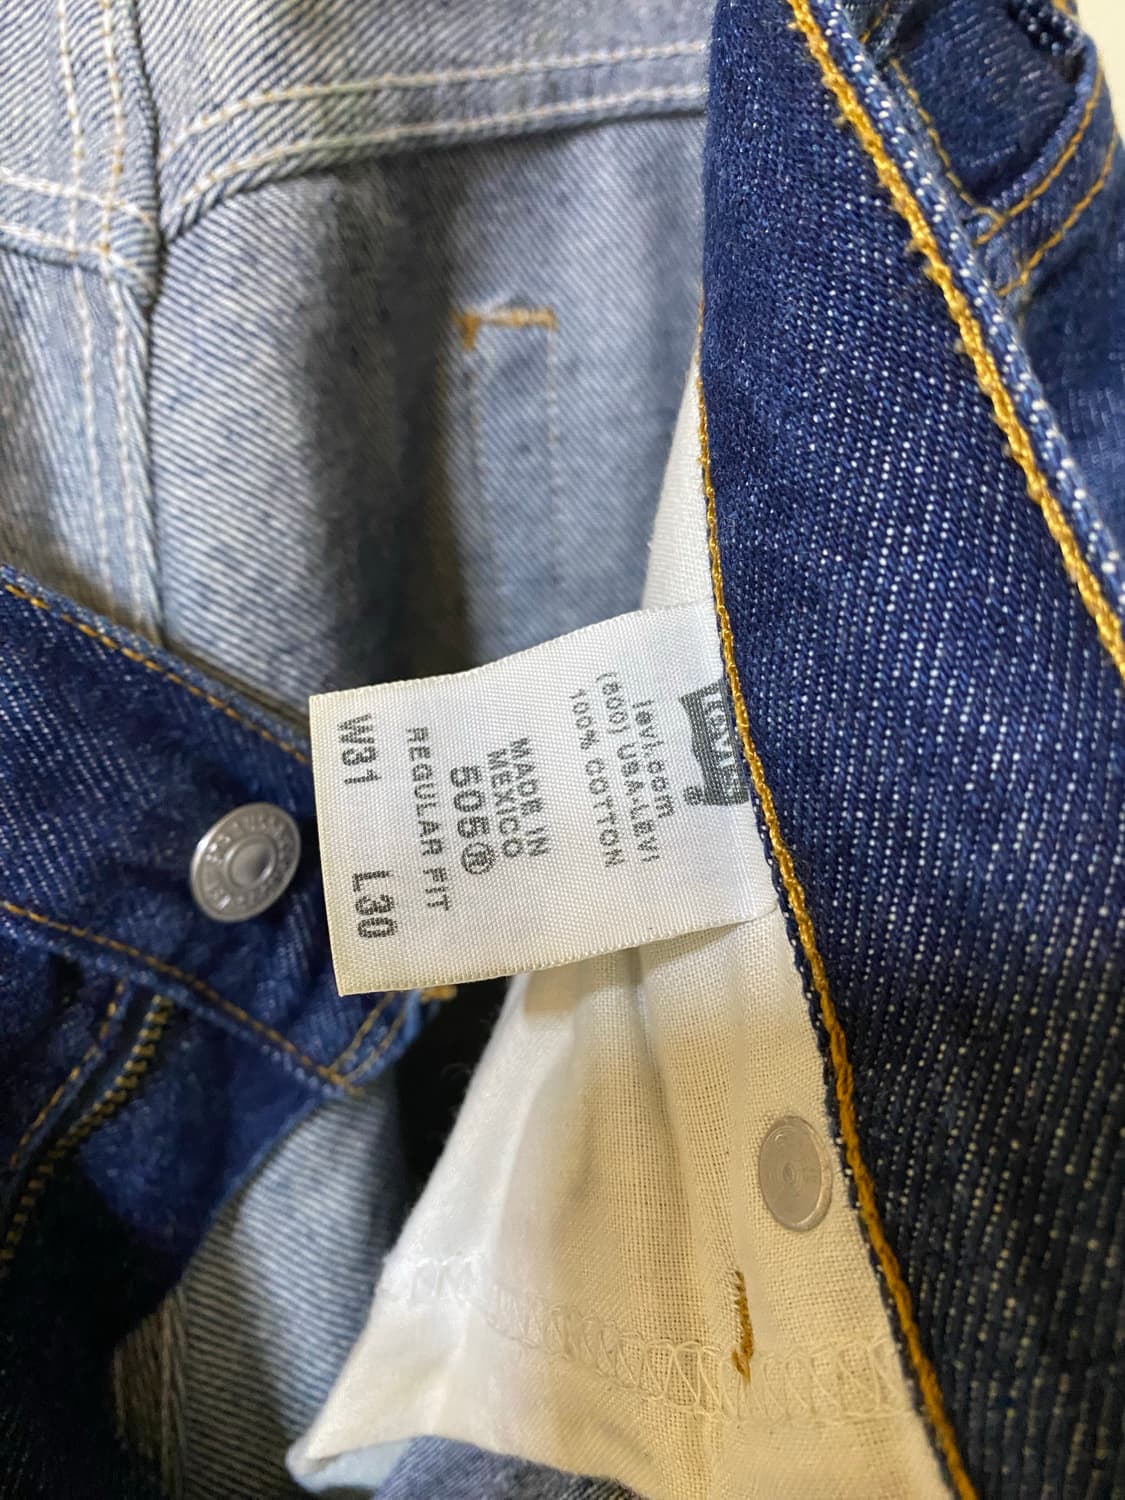 Levi's
levi.com
(800) USA-LEVI
100% COTTON
MADE IN
MEXICO
505®
REGULAR FIT
W31 L30